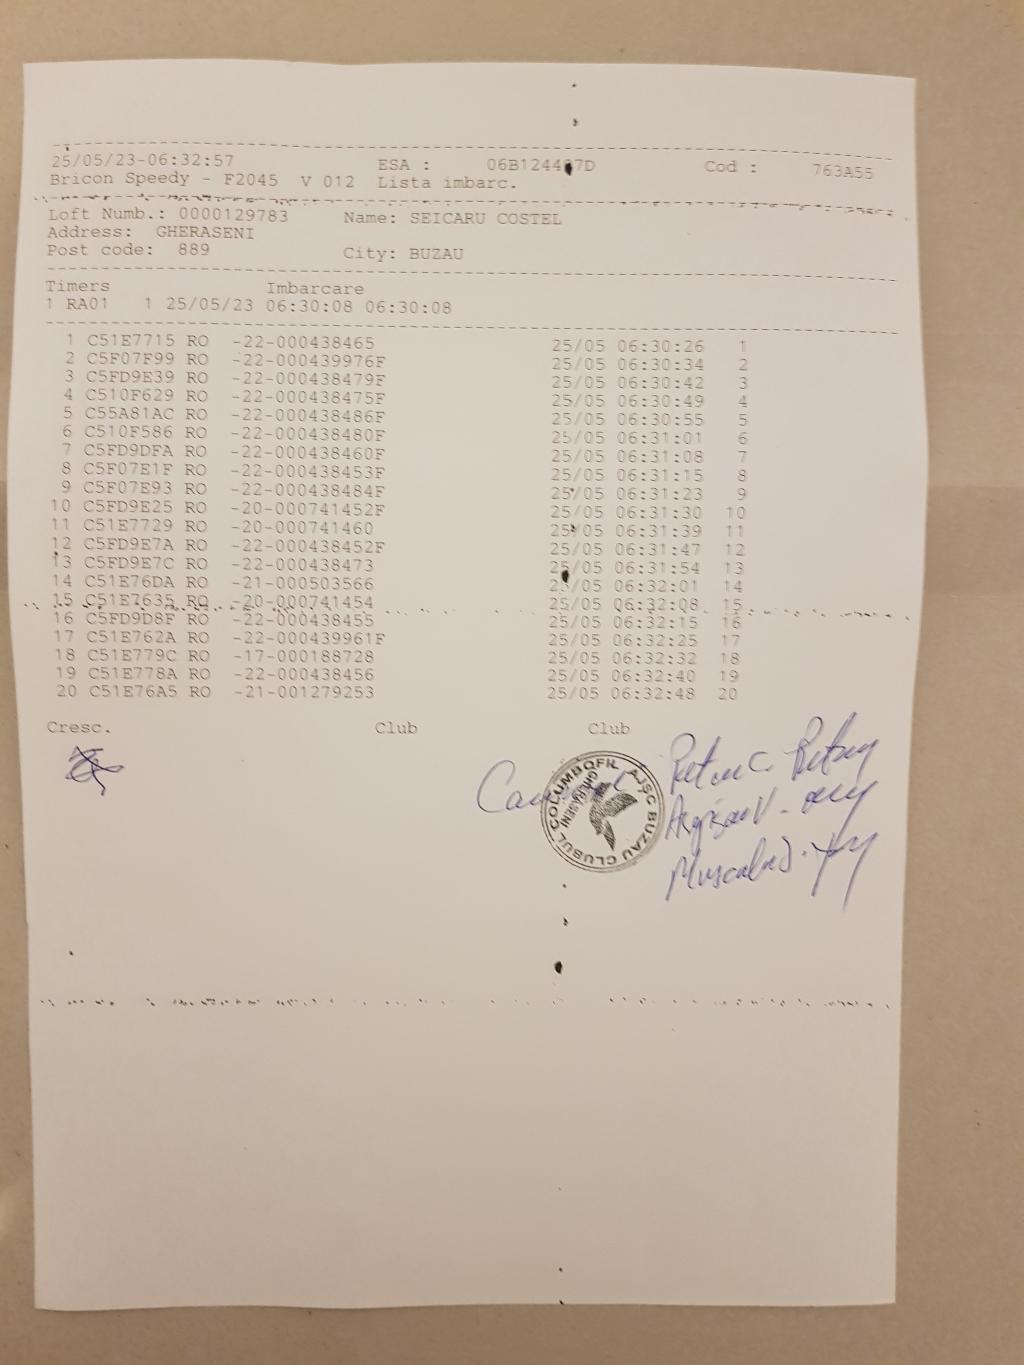 25/05/23-06:32:57 ESA : 06B124487D Cod : 763A55
Bricon Speedy - F2045 V 012 Lista imbarc.
Loft Numb.: 0000129783 Name: SEICARU COSTEL
Address: GHERASENI
Post code: 889 City: BUZAU
Timers Imbarcare
1 RA01 1 25/05/23 06:30:08 06:30:08
1 C51E7715 RO -22-000438465 25/05 06:30:26 1
2 C5F07F99 RO -22-000439976F 25/05 06:30:34 2
3 C5FD9E39 RO -22-000438479F 25/05 06:30:42 3
4 C510F629 RO -22-000438475F 25/05 06:30:49 4
5 C55A81AC RO -22-000438486F 25/05 06:30:55 5
6 C510F586 RO -22-000438480F 25/05 06:31:01 6
7 C5FD9DFA RO -22-000438460F 25/05 06:31:08 7
8 C5F07E1F RO -22-000438453F 25/05 06:31:15 8
9 C5F07E93 RO -22-000438484F 25/05 06:31:23 9
10 C5FD9E25 RO -20-000741452F 25/05 06:31:30 10
11 C51E7729 RO -20-000741460 25/05 06:31:39 11
12 C5FD9E7A RO -22-000438452F 25/05 06:31:47 12
13 C5FD9E7C RO -22-000438473 25/05 06:31:54 13
14 C51E76DA RO -21-000503566 25/05 06:32:01 14
15 C51E7635 RO -20-000741454 25/05 06:32:08 15
16 C5FD9D8F RO -22-000438455 25/05 06:32:15 16
17 C51E762A RO -22-000439961F 25/05 06:32:25 17
18 C51E779C RO -17-000188728 25/05 06:32:32 18
19 C51E778A RO -22-000438456 25/05 06:32:40 19
20 C51E76A5 RO -21-001279253 25/05 06:32:48 20
Cresc. Club Club
CLUBUL COLUMBOFIL AJSC BUZAU
GHERASENI